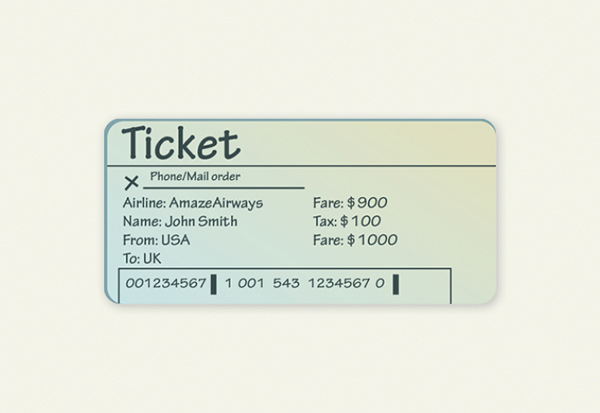 Ticket
× Phone/Mail order
Airline: AmazeAirways
Name: John Smith
From: USA
To: UK
Fare: $900
Tax: $100
Fare: $1000
001234567 1 001 543 1234567 0